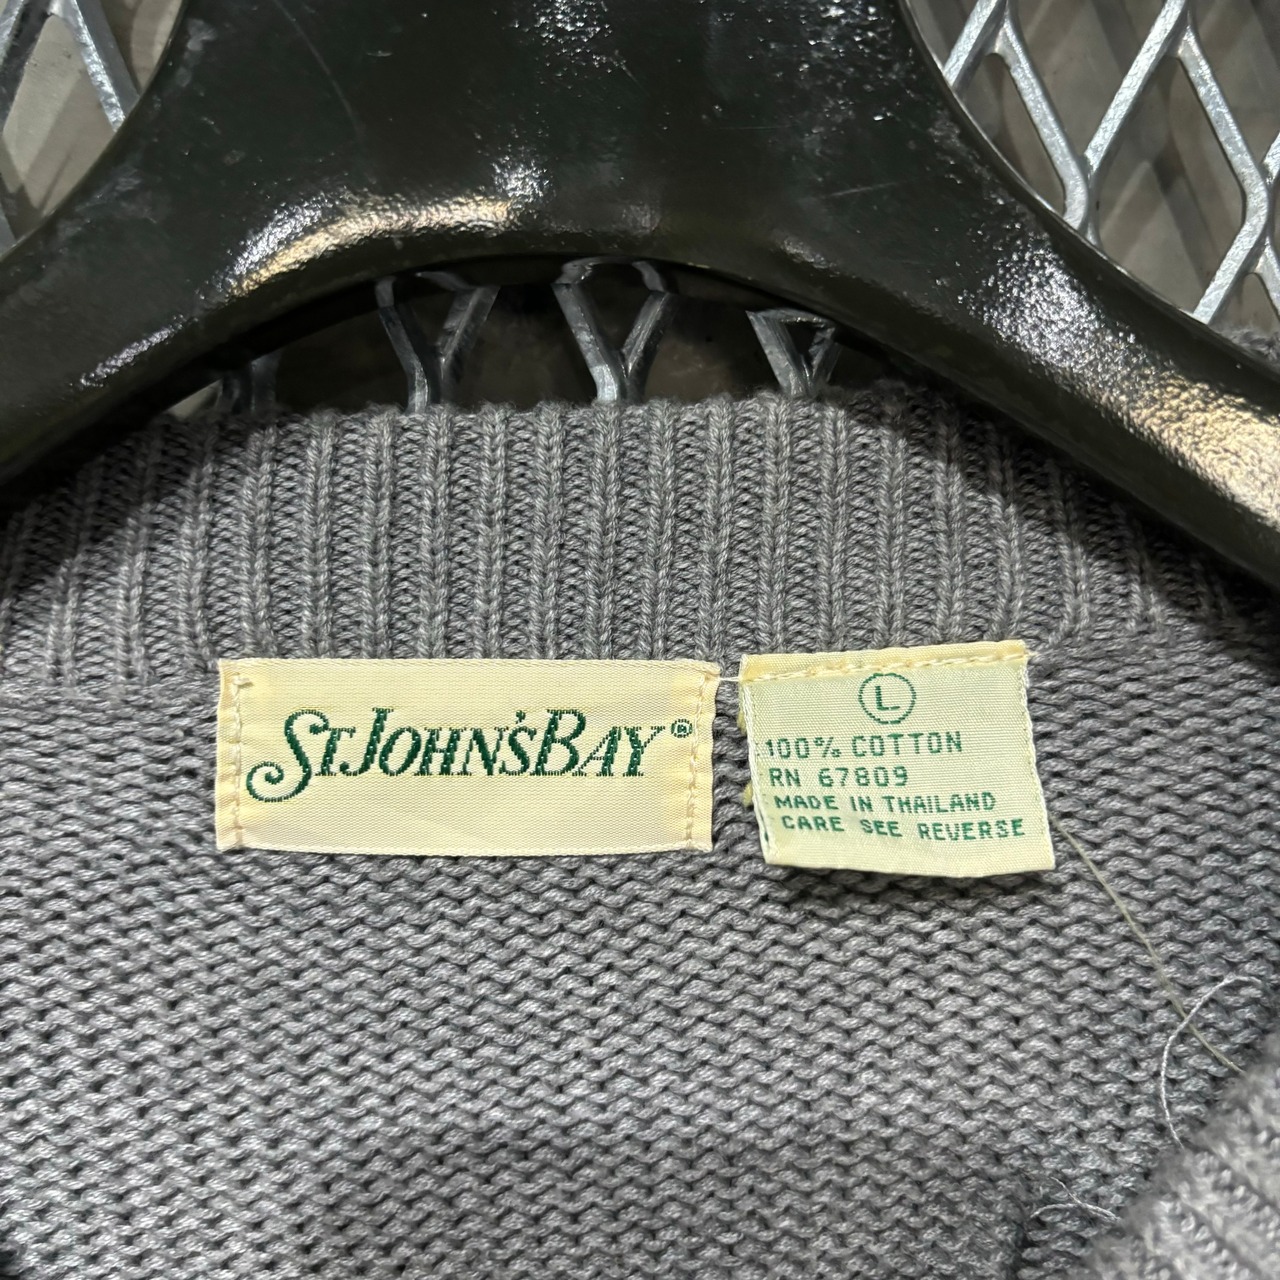 ST.JOHN'S BAY®
L
100% COTTON
RN 67809
MADE IN THAILAND
CARE SEE REVERSE